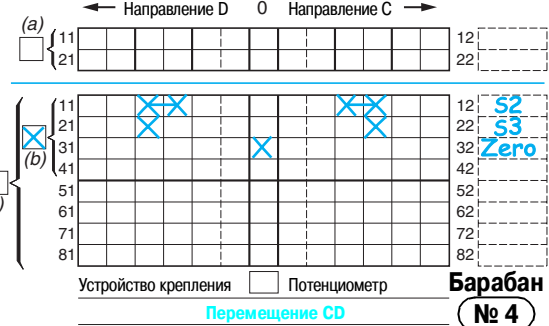 Направление D 0 Направление C
(a)
11 12
21 22
11 12 S2
21 22 S3
(b) 31 32 Zero
41 42
51 52
61 62
71 72
81 82
Устройство крепления Потенциометр Барабан
Перемещение CD № 4